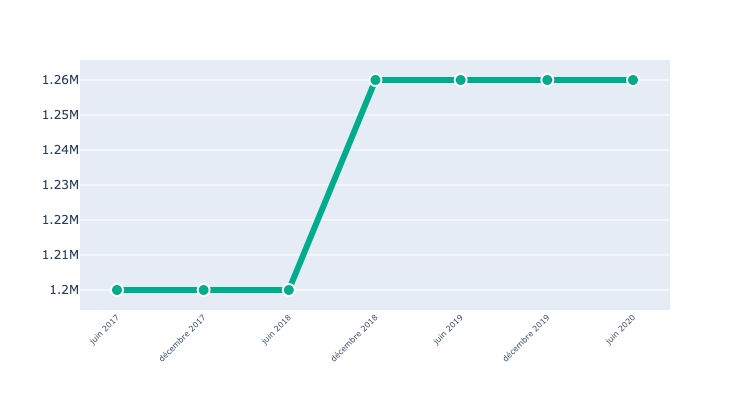 1.26M
1.25M
1.24M
1.23M
1.22M
1.21M
1.2M
juin 2017
décembre 2017
juin 2018
décembre 2018
juin 2019
décembre 2019
juin 2020